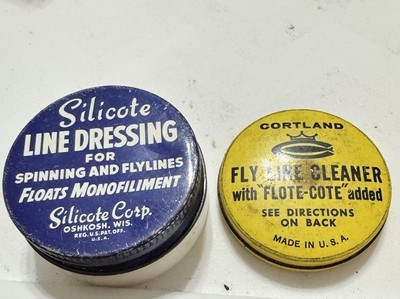 Silicote
LINE DRESSING
FOR
SPINNING AND FLYLINES
FLOATS MONOFILIMENT
Silicote Corp.
OSHKOSH, WIS.
REG. U.S. PAT. OFF.
U.S.A.
CORTLAND
FLY LINE CLEANER
with "FLOTE-COTE" added
SEE DIRECTIONS
ON BACK
MADE IN U.S.A.